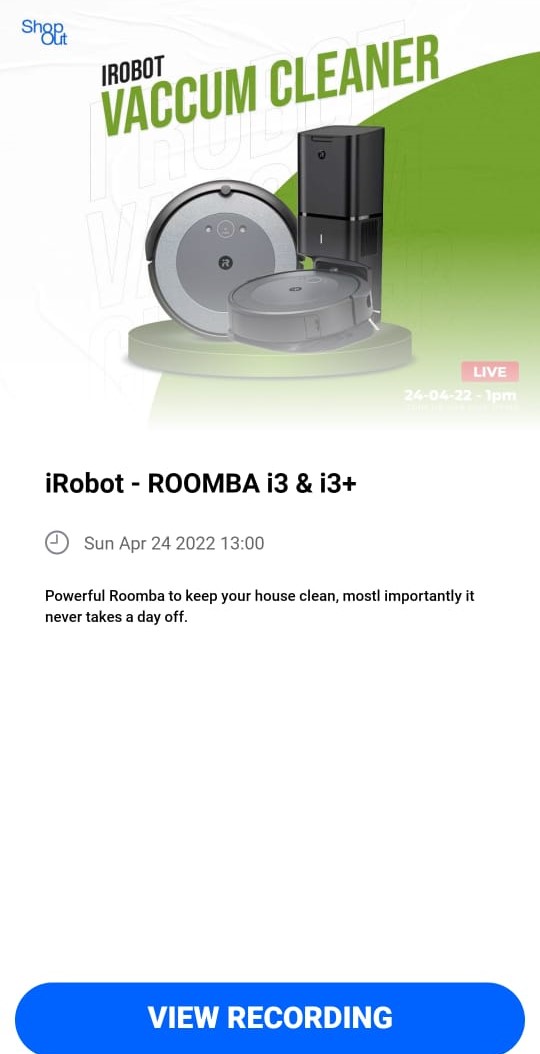 Shop
Out
IROBOT
VACCUM CLEANER
LIVE
24-04-22 - 1pm
iRobot - ROOMBA i3 & i3+
Sun Apr 24 2022 13:00
Powerful Roomba to keep your house clean, mostl importantly it
never takes a day off.
VIEW RECORDING